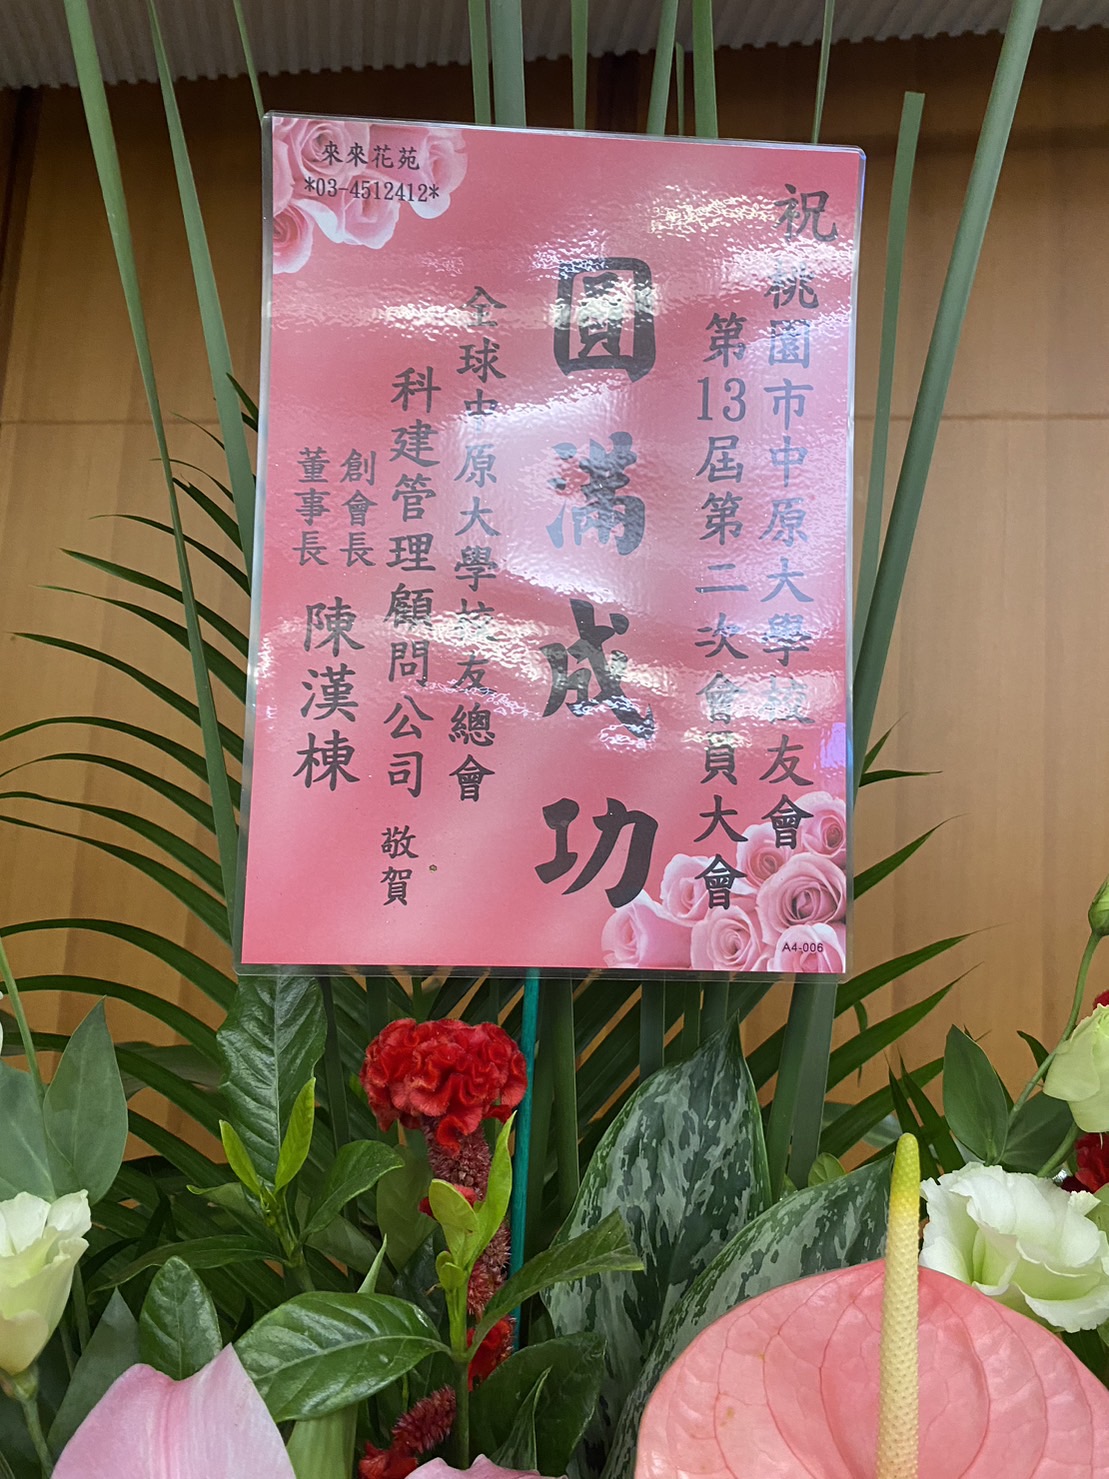 祝
桃園市中原大學校友會
第13屆第二次會員大會
圓滿成功
全球中原大學校友總會
科建管理顧問公司
創會長
董事長
陳漢棟
敬賀
來來花苑
*03-4512412*
A4-006